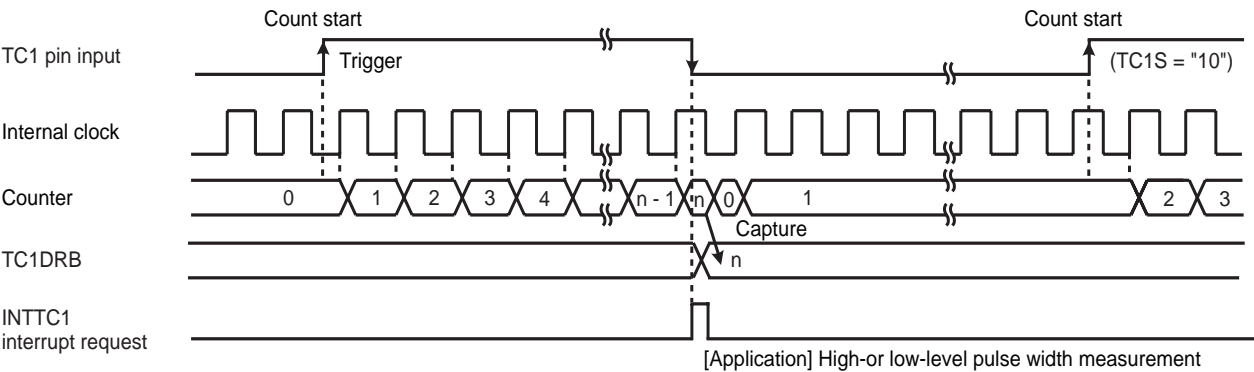 Count start Count start
TC1 pin input
Trigger (TC1S = "10")
Internal clock
Counter 0 1 2 3 4 n - 1 n 0 1 2 3
Capture
TC1DRB n
INTTC1
interrupt request
[Application] High-or low-level pulse width measurement